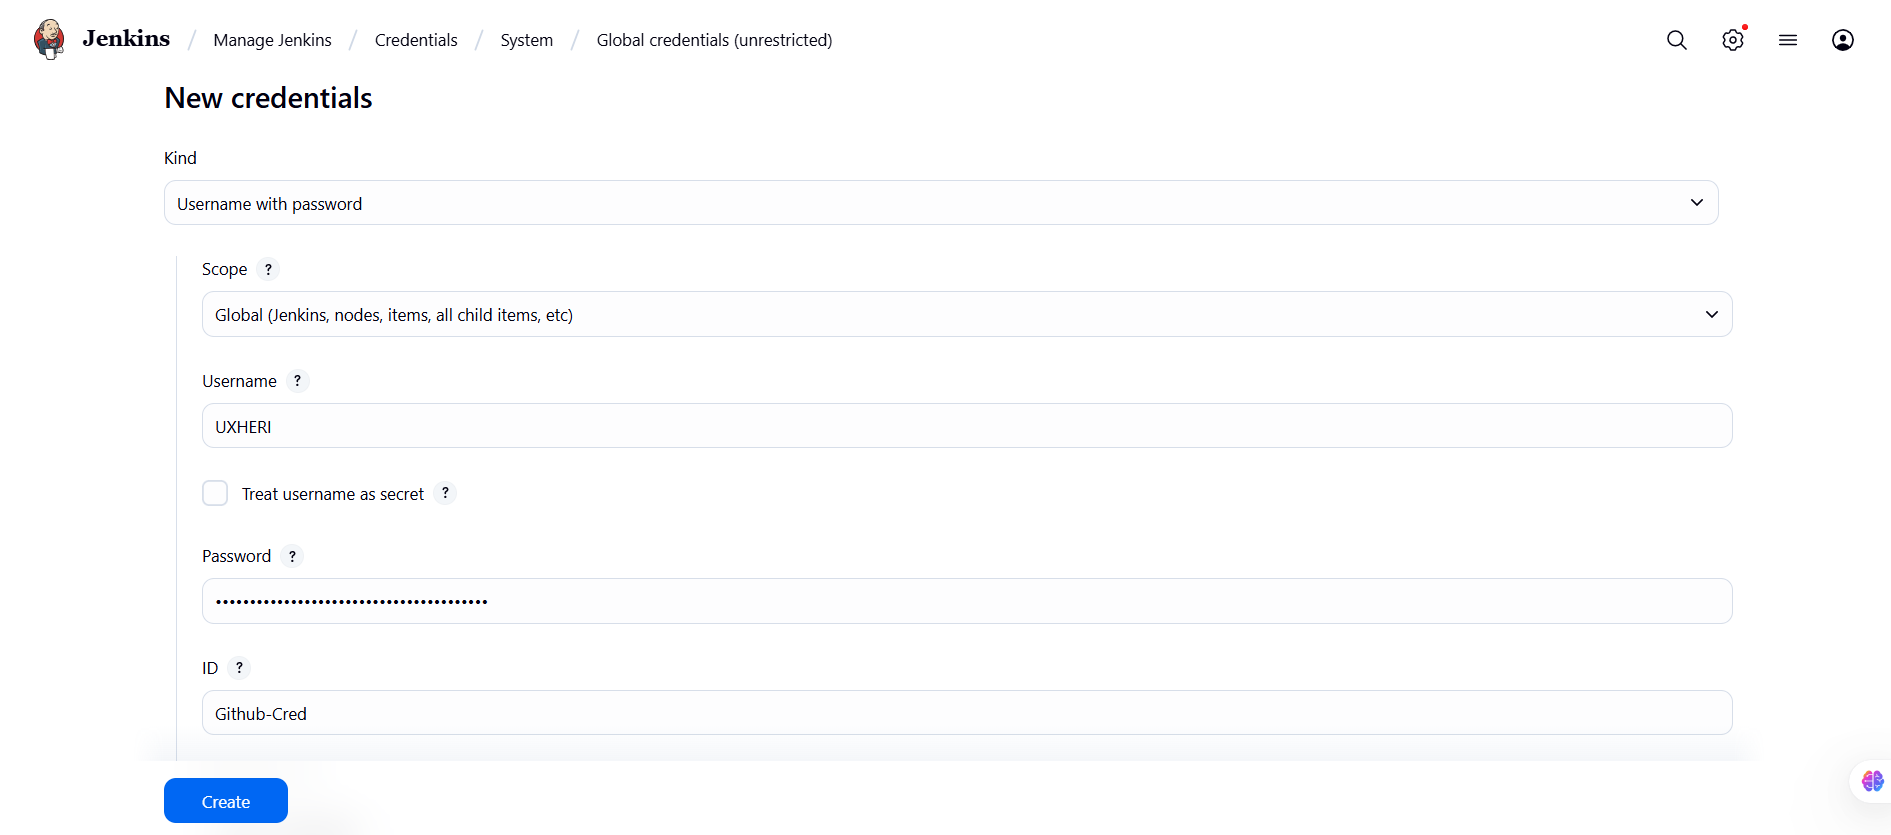 Jenkins / Manage Jenkins / Credentials / System / Global credentials (unrestricted)
New credentials
Kind
Username with password
Scope ?
Global (Jenkins, nodes, items, all child items, etc)
Username ?
UXHERI
Treat username as secret ?
Password ?
••••••••••••••••••••••••••••••••••••••••
ID ?
Github-Cred
Create